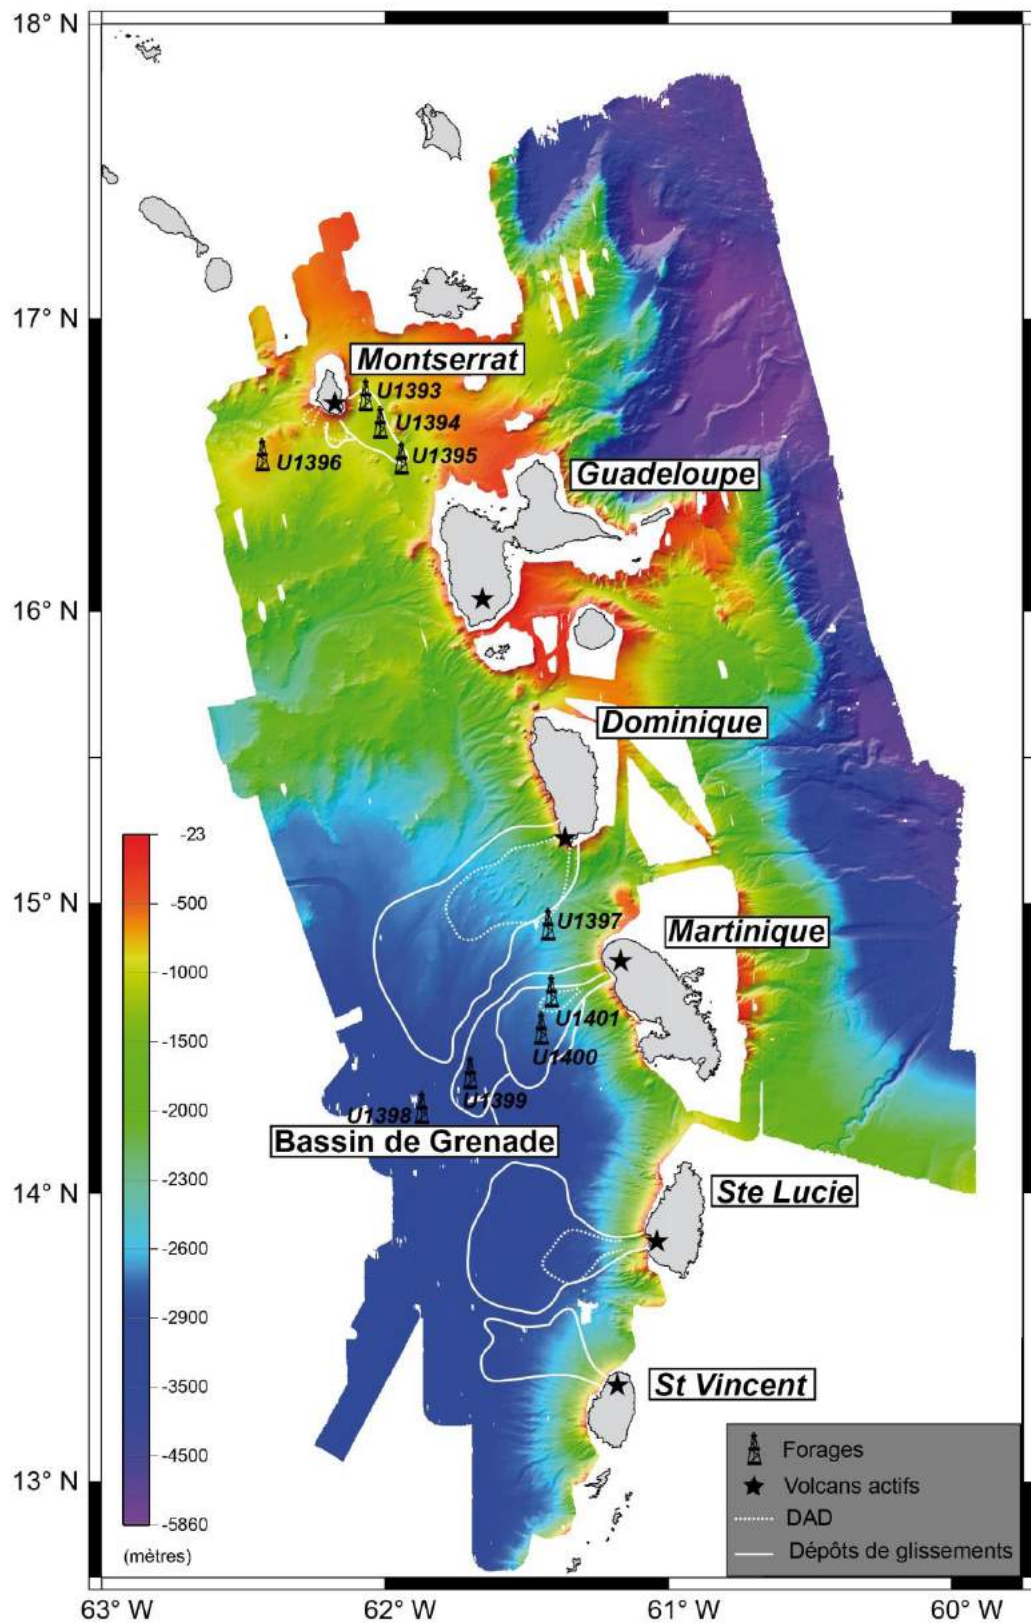 18° N
17° N
Montserrat
U1393
U1394
U1395
U1396
Guadeloupe
16° N
Dominique
-23
-500
-1000
-1500
-2000
-2300
-2600
-2900
-3500
-4500
-5860
(mètres)
15° N
U1397
Martinique
U1401
U1400
U1399
U1398
Bassin de Grenade
14° N
Ste Lucie
St Vincent
13° N
Forages
Volcans actifs
DAD
Dépôts de glissements
63° W
62° W
61° W
60° W